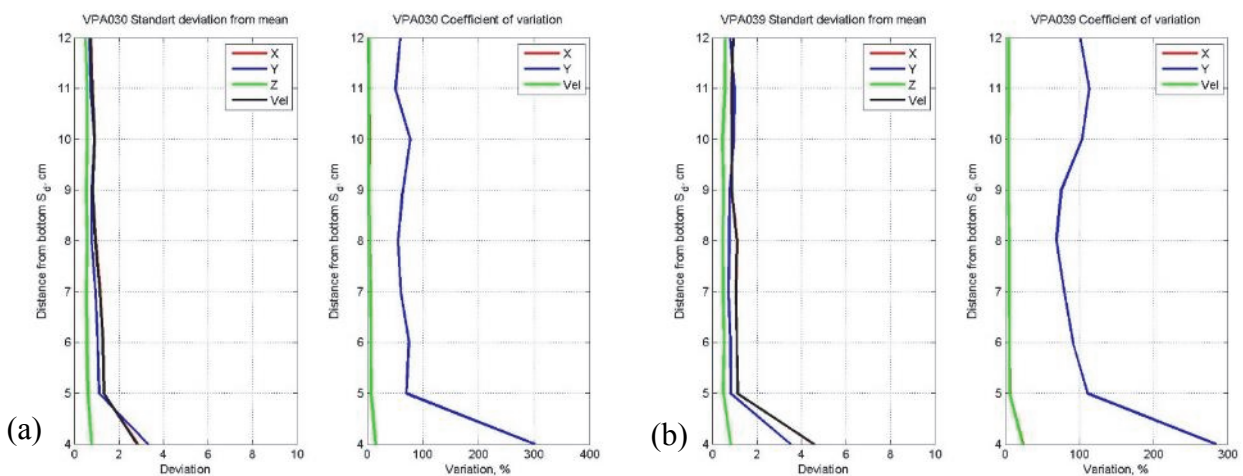 VPA030 Standart deviation from mean
12
11
10
9
8
7
6
5
4
Distance from bottom S_d, cm
X
Y
Z
Vel
0 2 4 6 8 10
Deviation
(a)
VPA030 Coefficient of variation
12
11
10
9
8
7
6
5
4
X
Y
Vel
0 100 200 300 400
Variation, %
VPA039 Standart deviation from mean
12
11
10
9
8
7
6
5
4
Distance from bottom S_d, cm
X
Y
Z
Vel
0 2 4 6 8 10
Deviation
(b)
VPA039 Coefficient of variation
12
11
10
9
8
7
6
5
4
Distance from bottom S_d, cm
X
Y
Vel
0 100 200 300
Variation, %